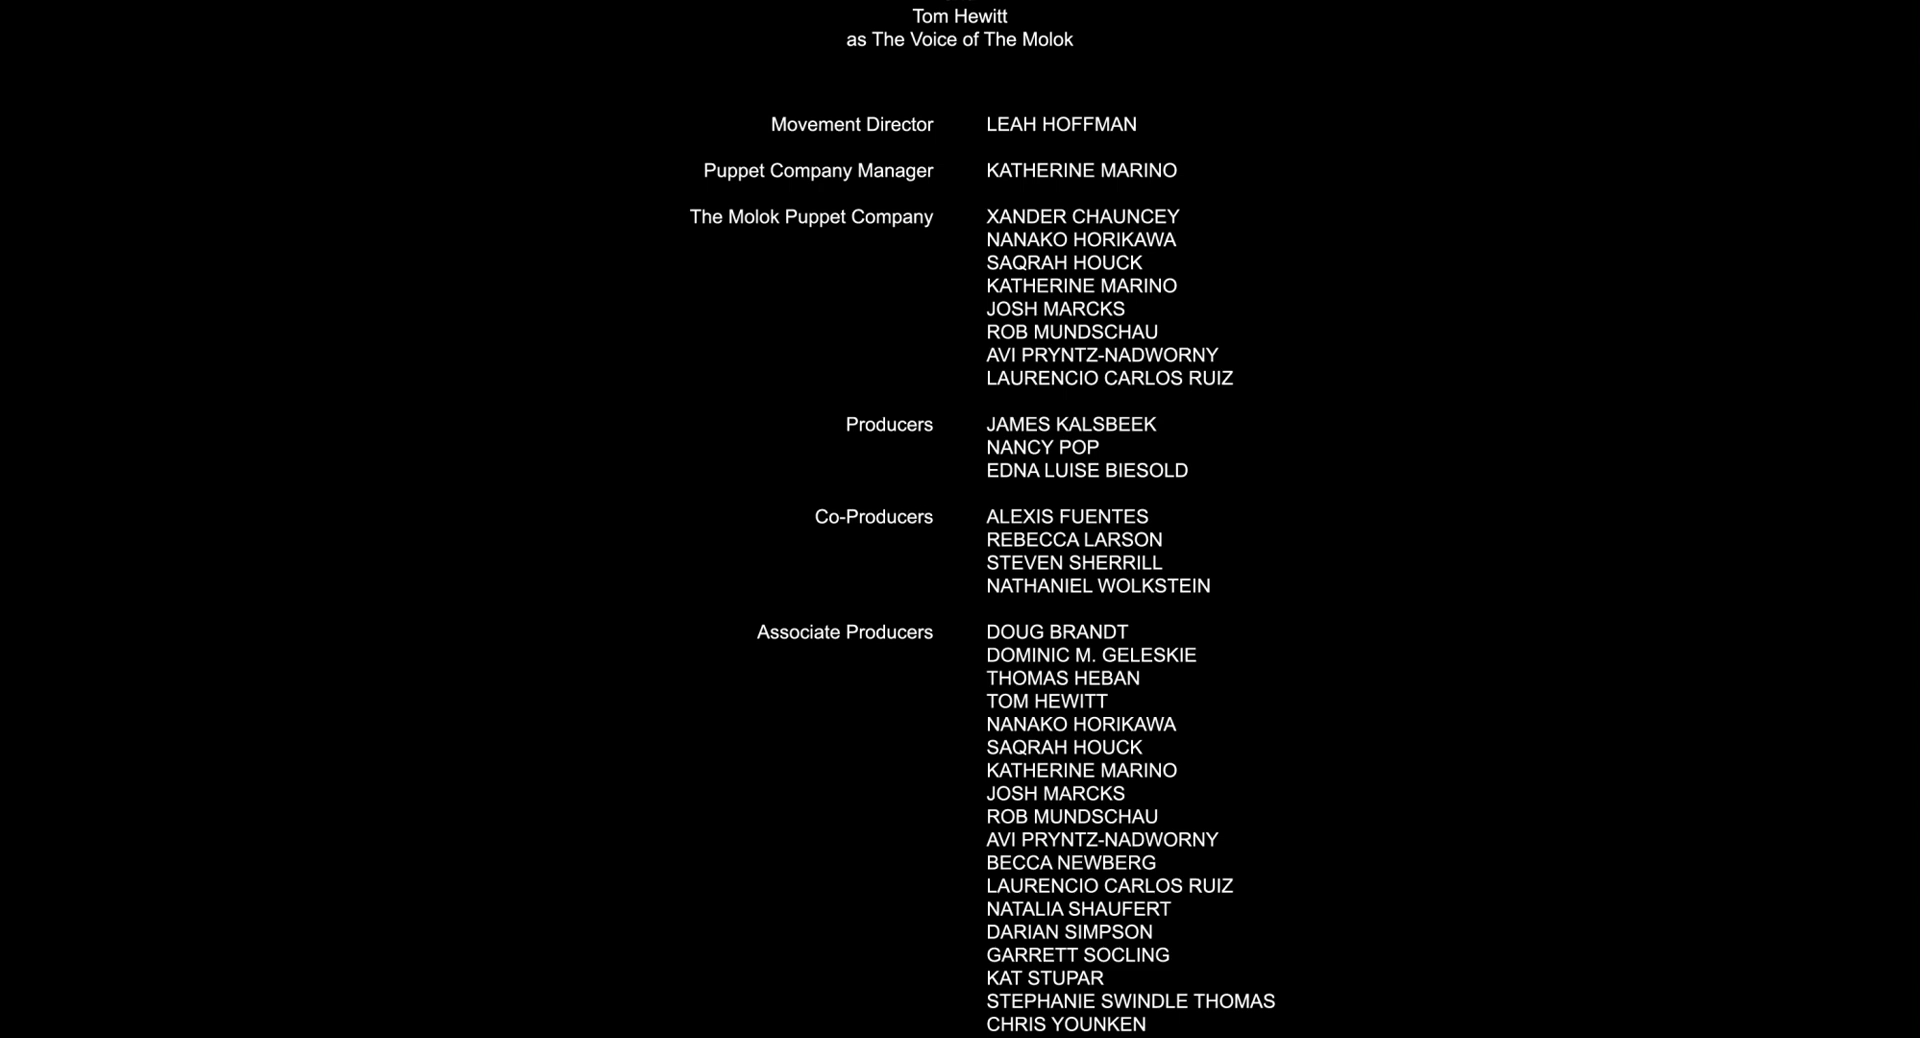 Tom Hewitt
as The Voice of The Molok
Movement Director LEAH HOFFMAN
Puppet Company Manager KATHERINE MARINO
The Molok Puppet Company XANDER CHAUNCEY
NANAKO HORIKAWA
SAQRAH HOUCK
KATHERINE MARINO
JOSH MARCKS
ROB MUNDSCHAU
AVI PRYNTZ-NADWORNY
LAURENCIO CARLOS RUIZ
Producers JAMES KALSBEEK
NANCY POP
EDNA LUISE BIESOLD
Co-Producers ALEXIS FUENTES
REBECCA LARSON
STEVEN SHERRILL
NATHANIEL WOLKSTEIN
Associate Producers DOUG BRANDT
DOMINIC M. GELESKIE
THOMAS HEBAN
TOM HEWITT
NANAKO HORIKAWA
SAQRAH HOUCK
KATHERINE MARINO
JOSH MARCKS
ROB MUNDSCHAU
AVI PRYNTZ-NADWORNY
BECCA NEWBERG
LAURENCIO CARLOS RUIZ
NATALIA SHAUFERT
DARIAN SIMPSON
GARRETT SOCLING
KAT STUPAR
STEPHANIE SWINDLE THOMAS
CHRIS YOUNKEN